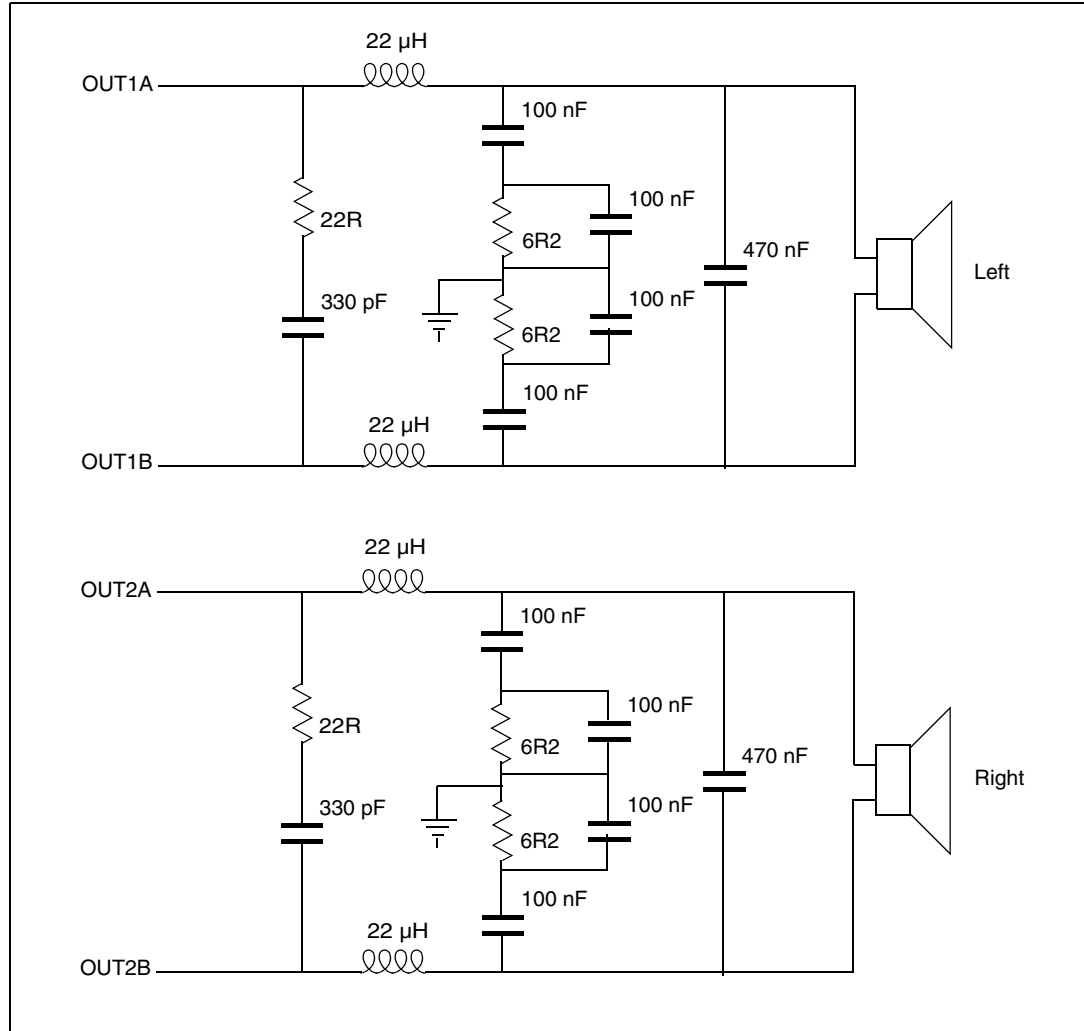 22 µH
OUT1A
100 nF
100 nF
22R
6R2
470 nF
Left
330 pF
100 nF
6R2
100 nF
22 µH
OUT1B
22 µH
OUT2A
100 nF
100 nF
22R
6R2
470 nF
Right
330 pF
100 nF
6R2
100 nF
22 µH
OUT2B